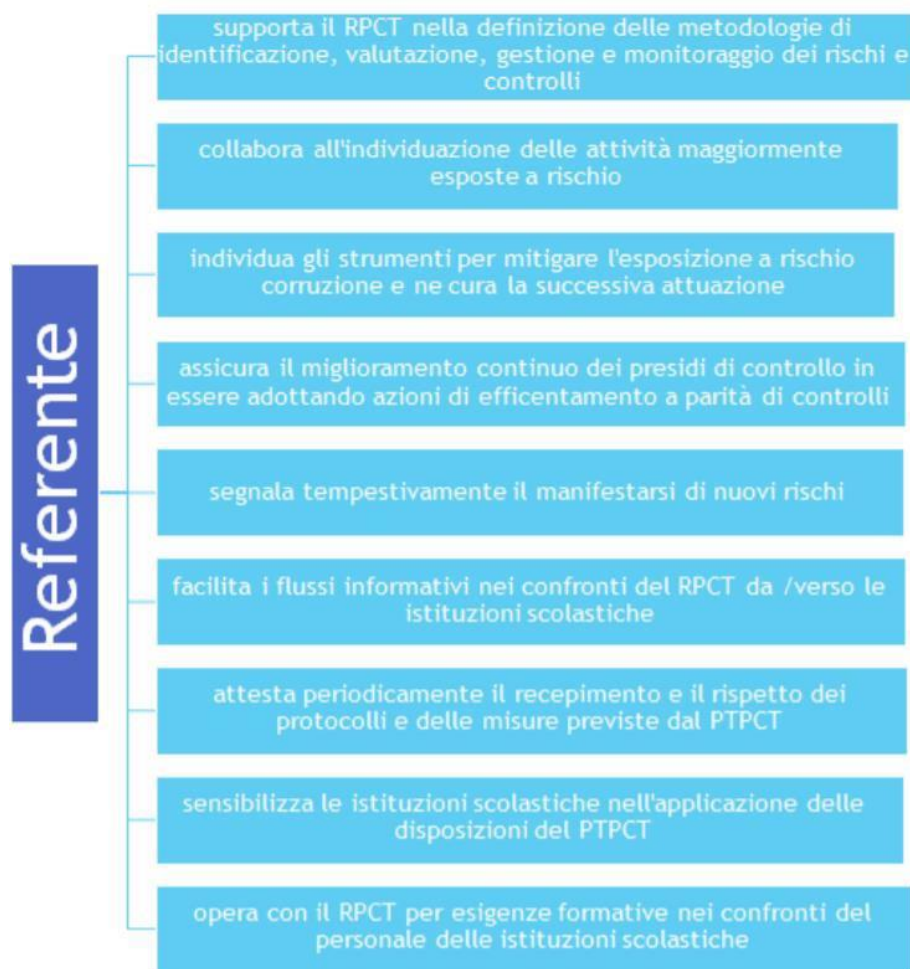 Referente
supporta il RPCT nella definizione delle metodologie di
identificazione, valutazione, gestione e monitoraggio dei rischi e
controlli
collabora all'individuazione delle attività maggiormente
esposte a rischio
individua gli strumenti per mitigare l'esposizione a rischio
corruzione e ne cura la successiva attuazione
assicura il miglioramento continuo dei presidi di controllo in
essere adottando azioni di efficentamento a parità di controlli
segnala tempestivamente il manifestarsi di nuovi rischi
facilita i flussi informativi nei confronti del RPCT da /verso le
istituzioni scolastiche
attesta periodicamente il recepimento e il rispetto dei
protocolli e delle misure previste dal PTPCT
sensibilizza le istituzioni scolastiche nell'applicazione delle
disposizioni del PTPCT
opera con il RPCT per esigenze formative nei confronti del
personale delle istituzioni scolastiche